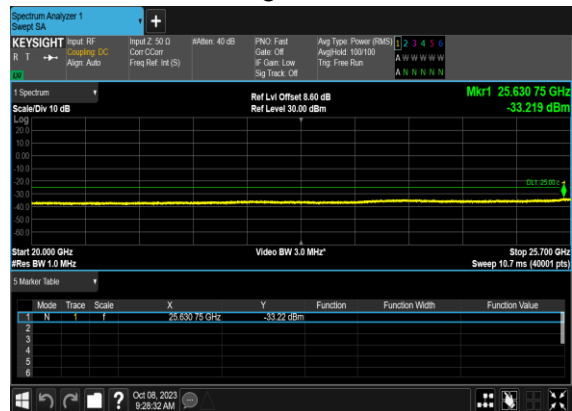 Spectrum Analyzer 1
Swept SA
KEYSIGHT Input: RF Input Z: 50 Ω #Atten: 40 dB PNO: Fast Avg Type: Power (RMS) 1 2 3 4 5 6
R T Coupling: DC Corr CCorr Gate: Off Avg|Hold: 100/100 A W W W W W
Align: Auto Freq Ref: Int (S) IF Gain: Low Trig: Free Run
Sig Track: Off A N N N N N
1 Spectrum Ref Lvl Offset 8.60 dB Mkr1 25.630 75 GHz
Scale/Div 10 dB Ref Level 30.00 dBm -33.219 dBm
Log
20.0
10.0
0.00
-10.0
-20.0
DL1 -25.00
-30.0
-40.0
-50.0
-60.0
Start 20.000 GHz Video BW 3.0 MHz* Stop 25.700 GHz
#Res BW 1.0 MHz Sweep 10.7 ms (40001 pts)
5 Marker Table
Mode Trace Scale X Y Function Function Width Function Value
1 N 1 f 25.630 75 GHz -33.22 dBm
2
3
4
5
6
? Oct 08, 2023
9:28:32 AM